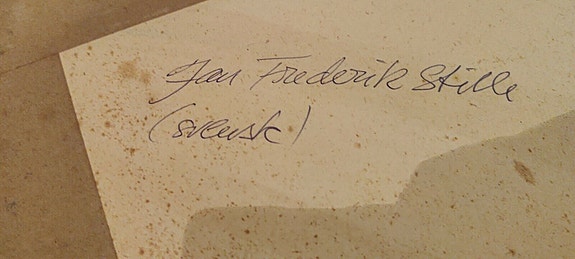 Jan Frederik Stille
(svensk)